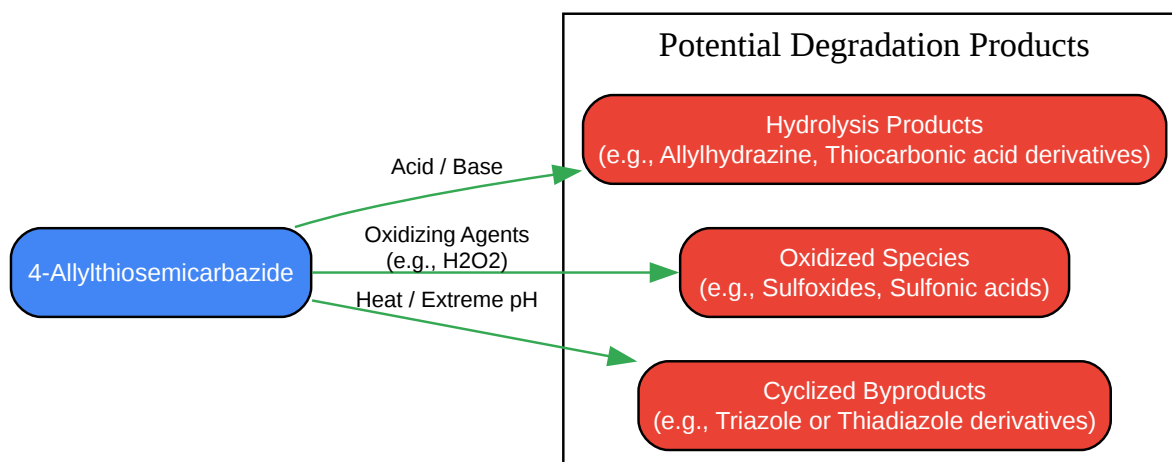 Potential Degradation Products
Hydrolysis Products
(e.g., Allylhydrazine, Thiocarbonic acid derivatives)
Acid / Base
Oxidizing Agents
(e.g., H2O2)
4-Allylthiosemicarbazide
Oxidized Species
(e.g., Sulfoxides, Sulfonic acids)
Heat / Extreme pH
Cyclized Byproducts
(e.g., Triazole or Thiadiazole derivatives)